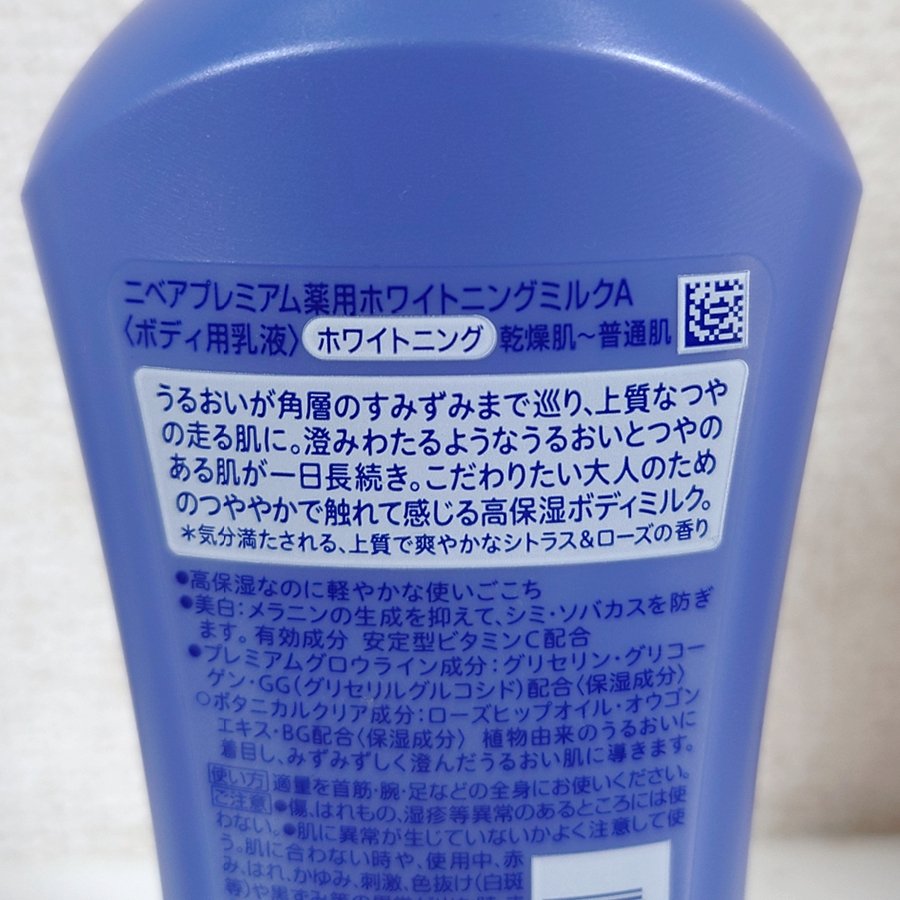 ニベアプレミアム薬用ホワイトニングミルクA
〈ボディ用乳液〉 ホワイトニング 乾燥肌～普通肌
うるおいが角層のすみずみまで巡り、上質なつや
の走る肌に。澄みわたるようなうるおいとつやの
ある肌が一日長続き。こだわりたい大人のため
のつややかで触れて感じる高保湿ボディミルク。
＊気分満たされる、上質で爽やかなシトラス&ローズの香り
●高保湿なのに軽やかな使いごこち
●美白：メラニンの生成を抑えて、シミ・ソバカスを防ぎ
ます。有効成分 安定型ビタミンC配合
●プレミアムグロウライン成分：グリセリン・グリコー
ゲン・GG（グリセリルグルコシド）配合〈保湿成分〉
○ボタニカルクリア成分：ローズヒップオイル・オウゴン
エキス・BG配合〈保湿成分〉 植物由来のうるおいに
着目し、みずみずしく澄んだうるおい肌に導きます。
使い方 適量を首筋・腕・足などの全身にお使いください。
ご注意 ●傷、はれもの、湿疹等異常のあるところには使
わない。●肌に異常が生じていないかよく注意して使
う。肌に合わない時や、使用中、赤
み、はれ、かゆみ、刺激、色抜け（白斑
等）や黒ずみ等の